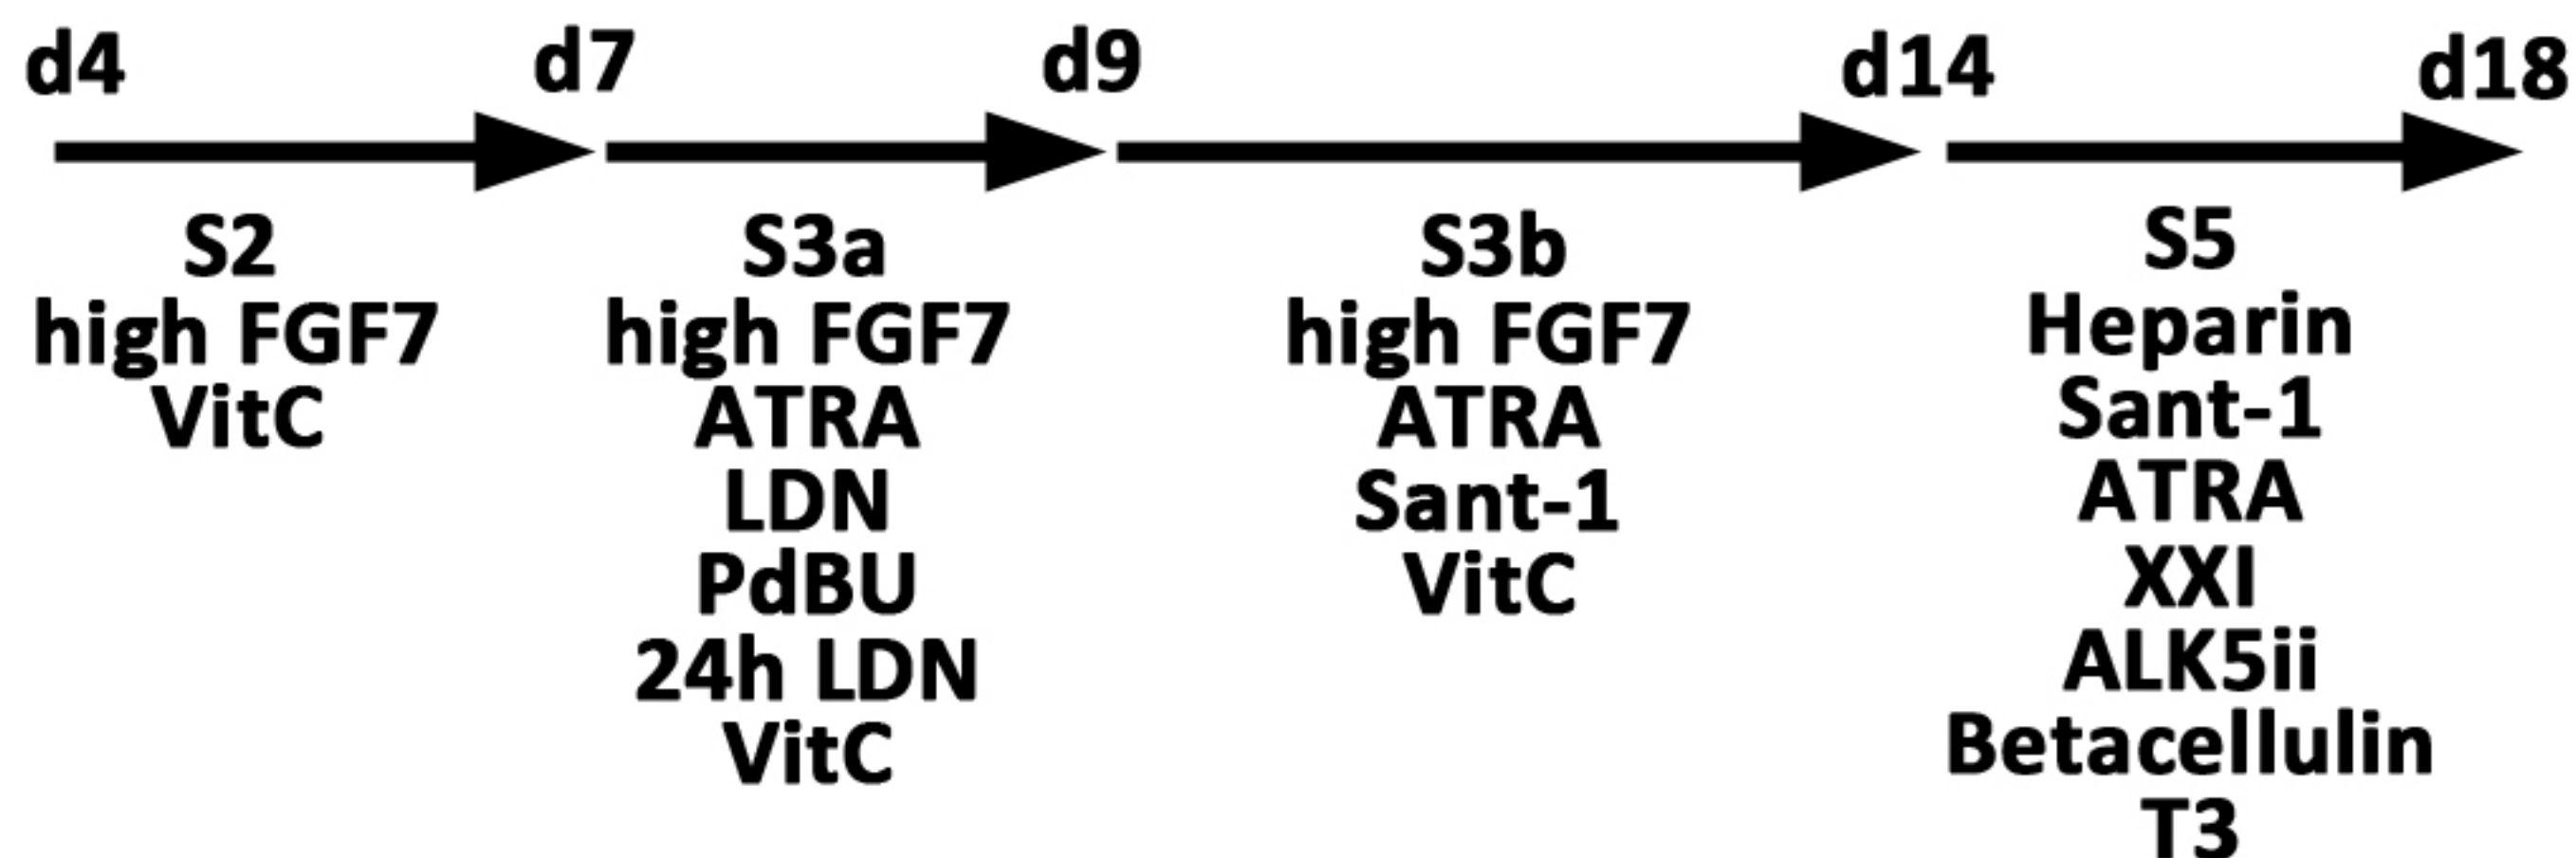 d4 d7 d9 d14 d18
S2
high FGF7
VitC
S3a
high FGF7
ATRA
LDN
PdBU
24h LDN
VitC
S3b
high FGF7
ATRA
Sant-1
VitC
S5
Heparin
Sant-1
ATRA
XXI
ALK5ii
Betacellulin
T3